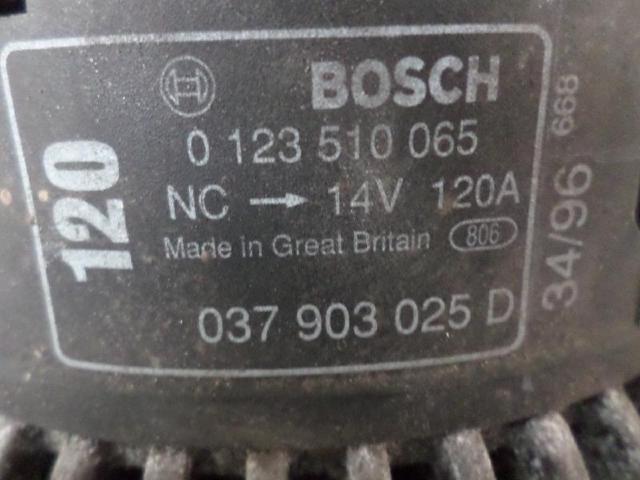 BOSCH
0 123 510 065
NC → 14V 120A
Made in Great Britain 806
037 903 025 D
120
34/96 668